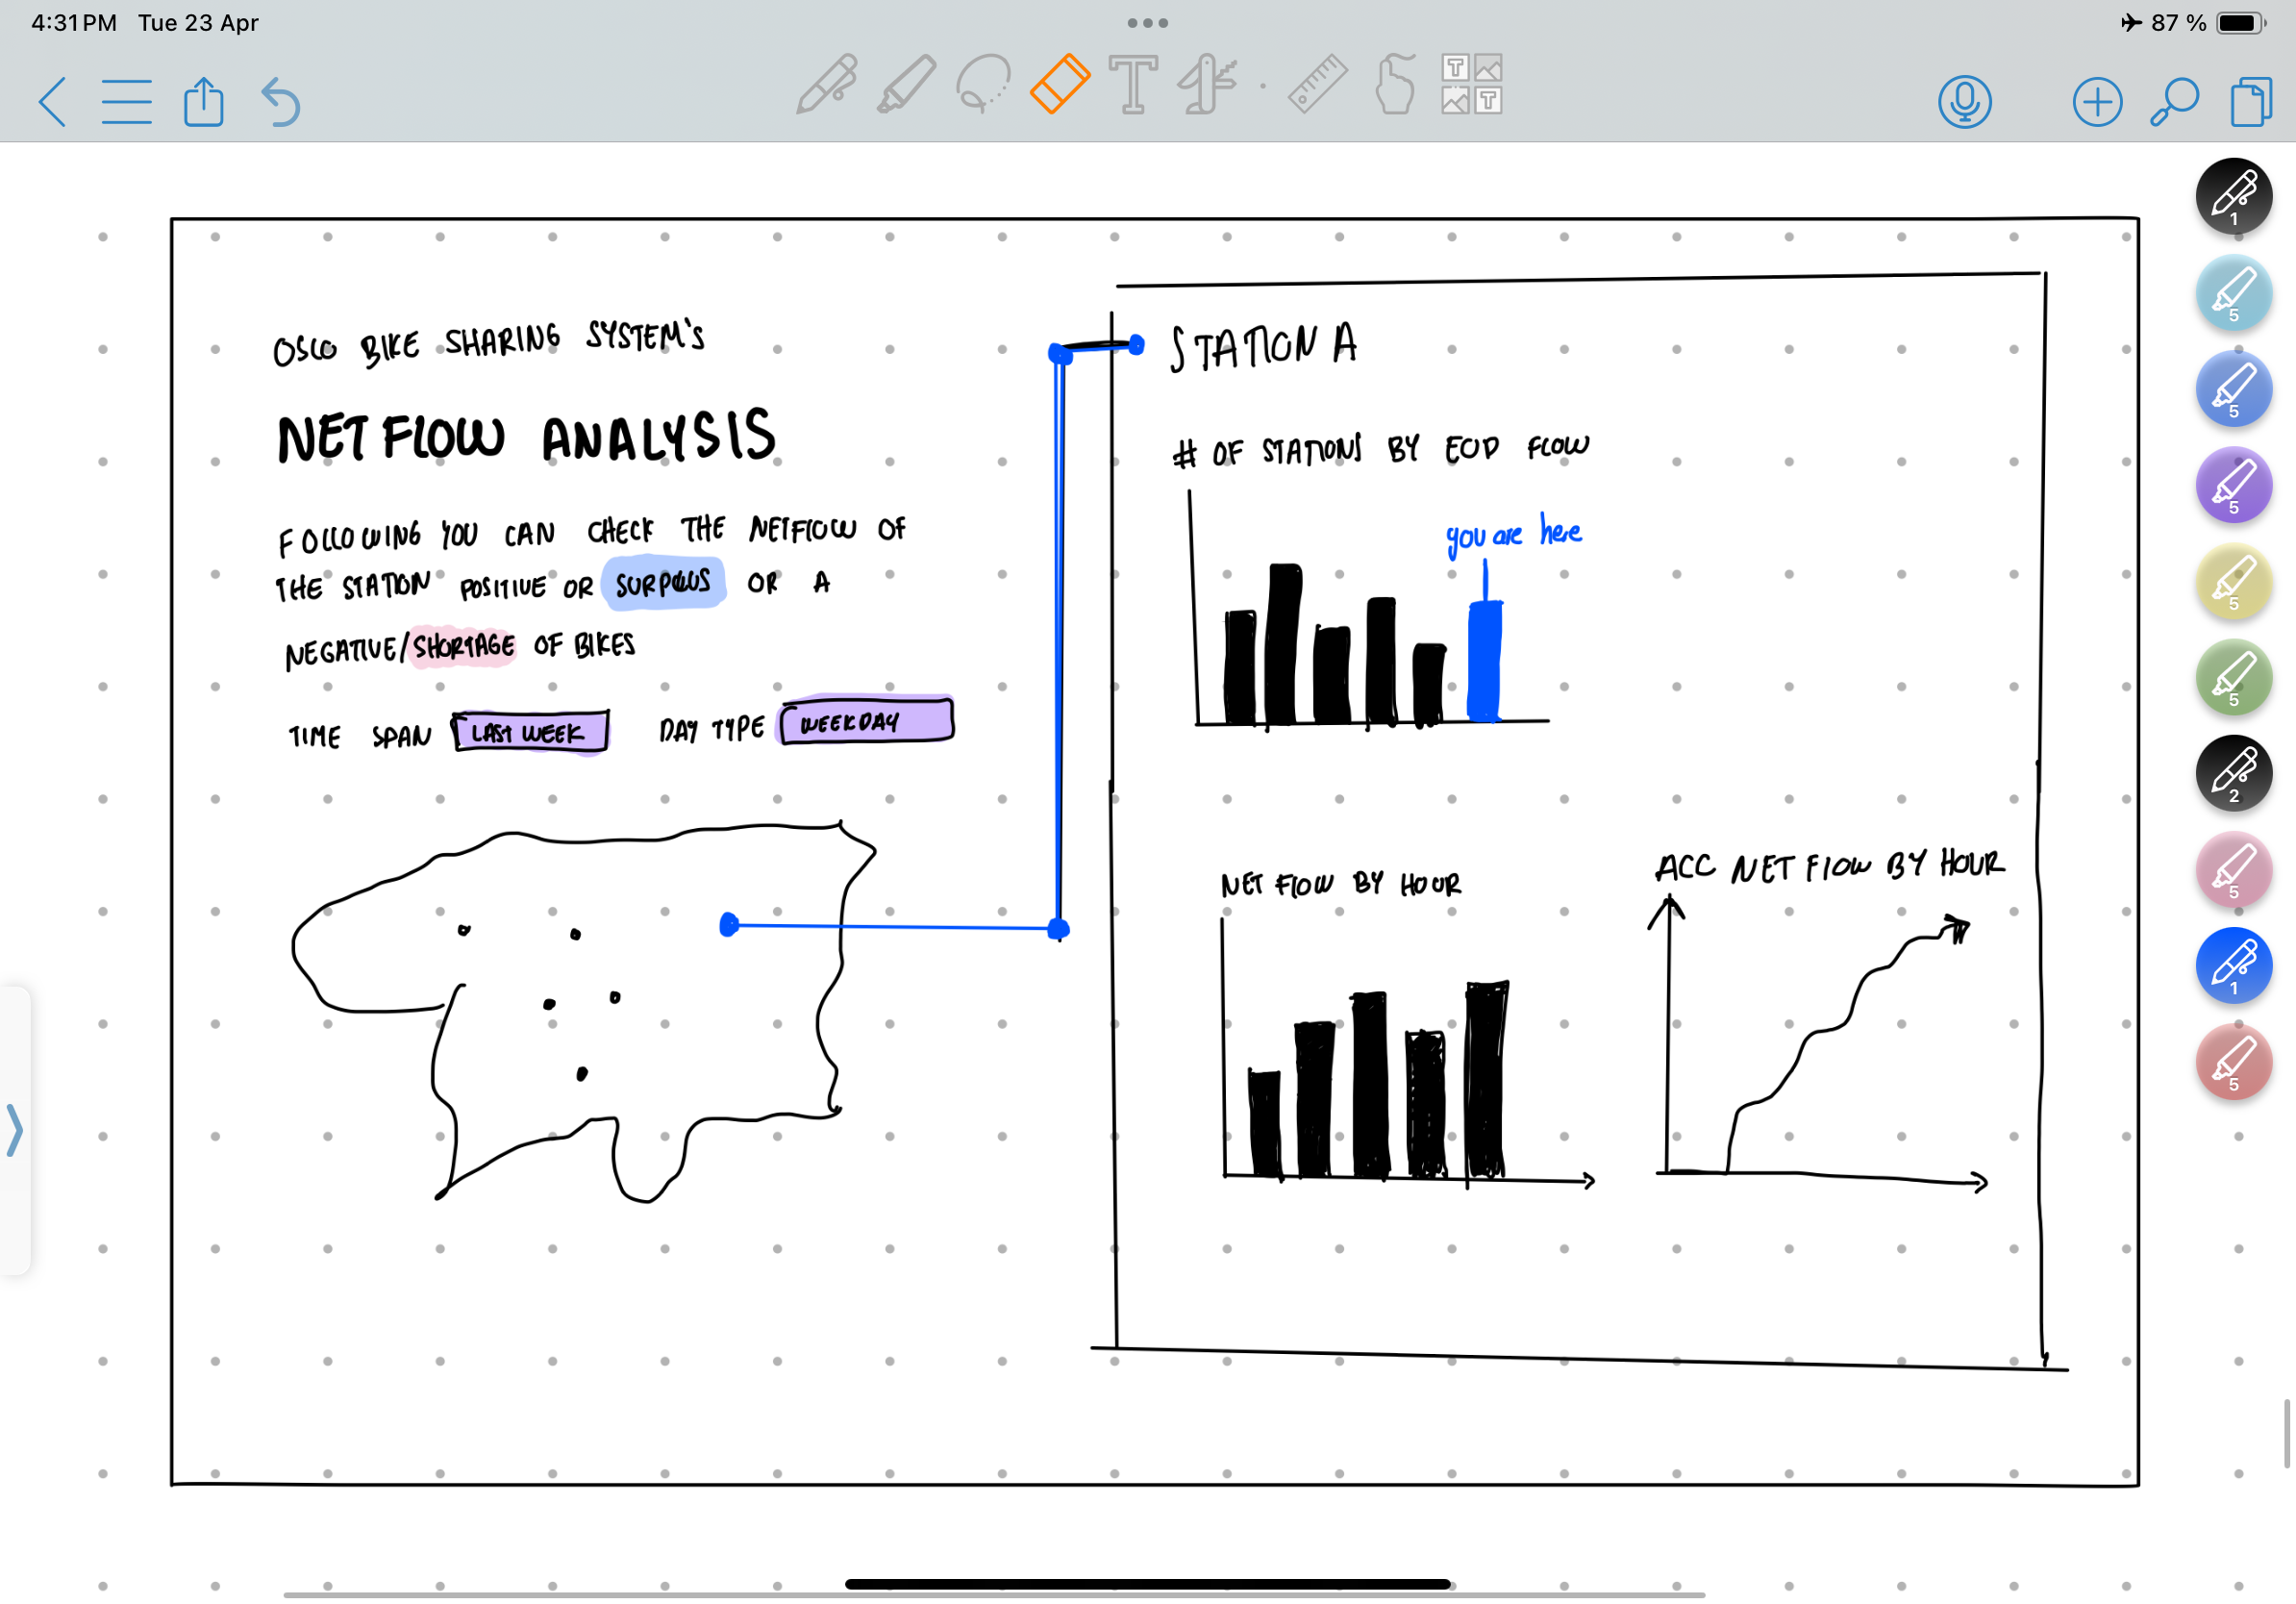 4:31 PM Tue 23 Apr
87 %
OSLO BIKE SHARING SYSTEM'S
NET FLOW ANALYSIS
FOLLOWING YOU CAN CHECK THE NETFLOW OF
THE STATION POSITIVE OR SURPLUS OR A
NEGATIVE/SHORTAGE OF BIKES
TIME SPAN LAST WEEK DAY TYPE WEEKDAY
STATION A
# OF STATIONS BY EOD FLOW
you are here
NET FLOW BY HOUR
ACC NET FLOW BY HOUR
T
T
T
1
5
5
5
5
5
2
5
1
5